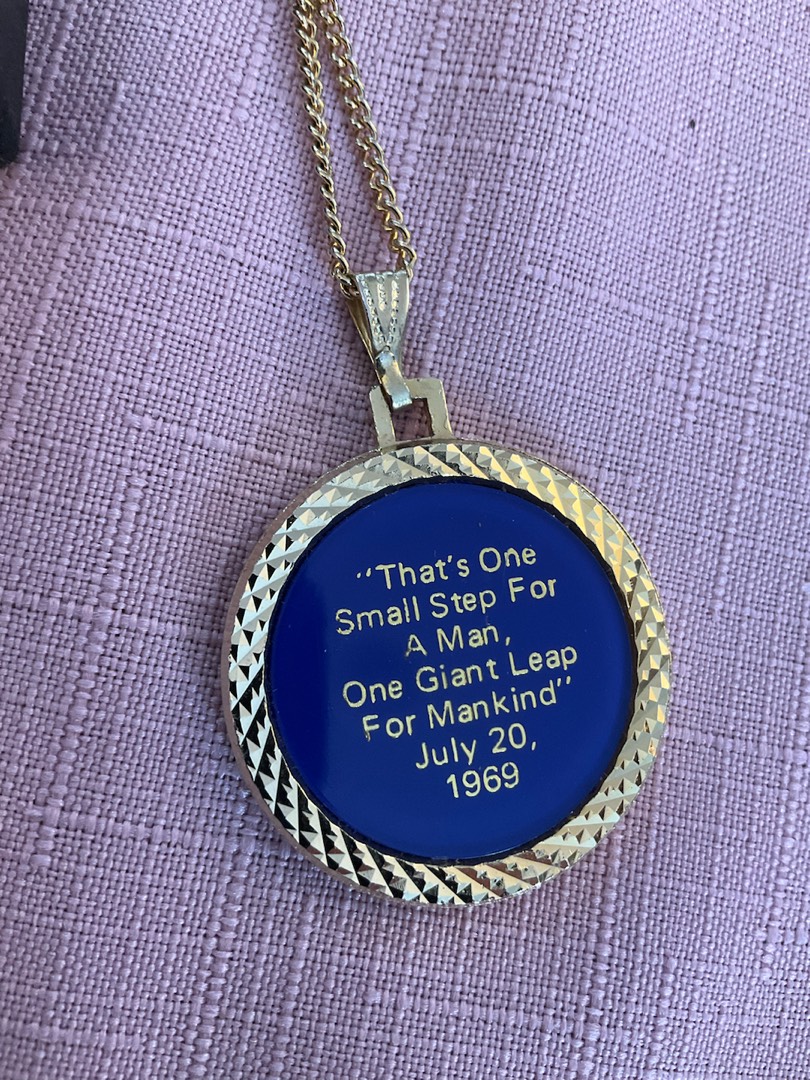 "That's One
Small Step For
A Man,
One Giant Leap
For Mankind"
July 20,
1969